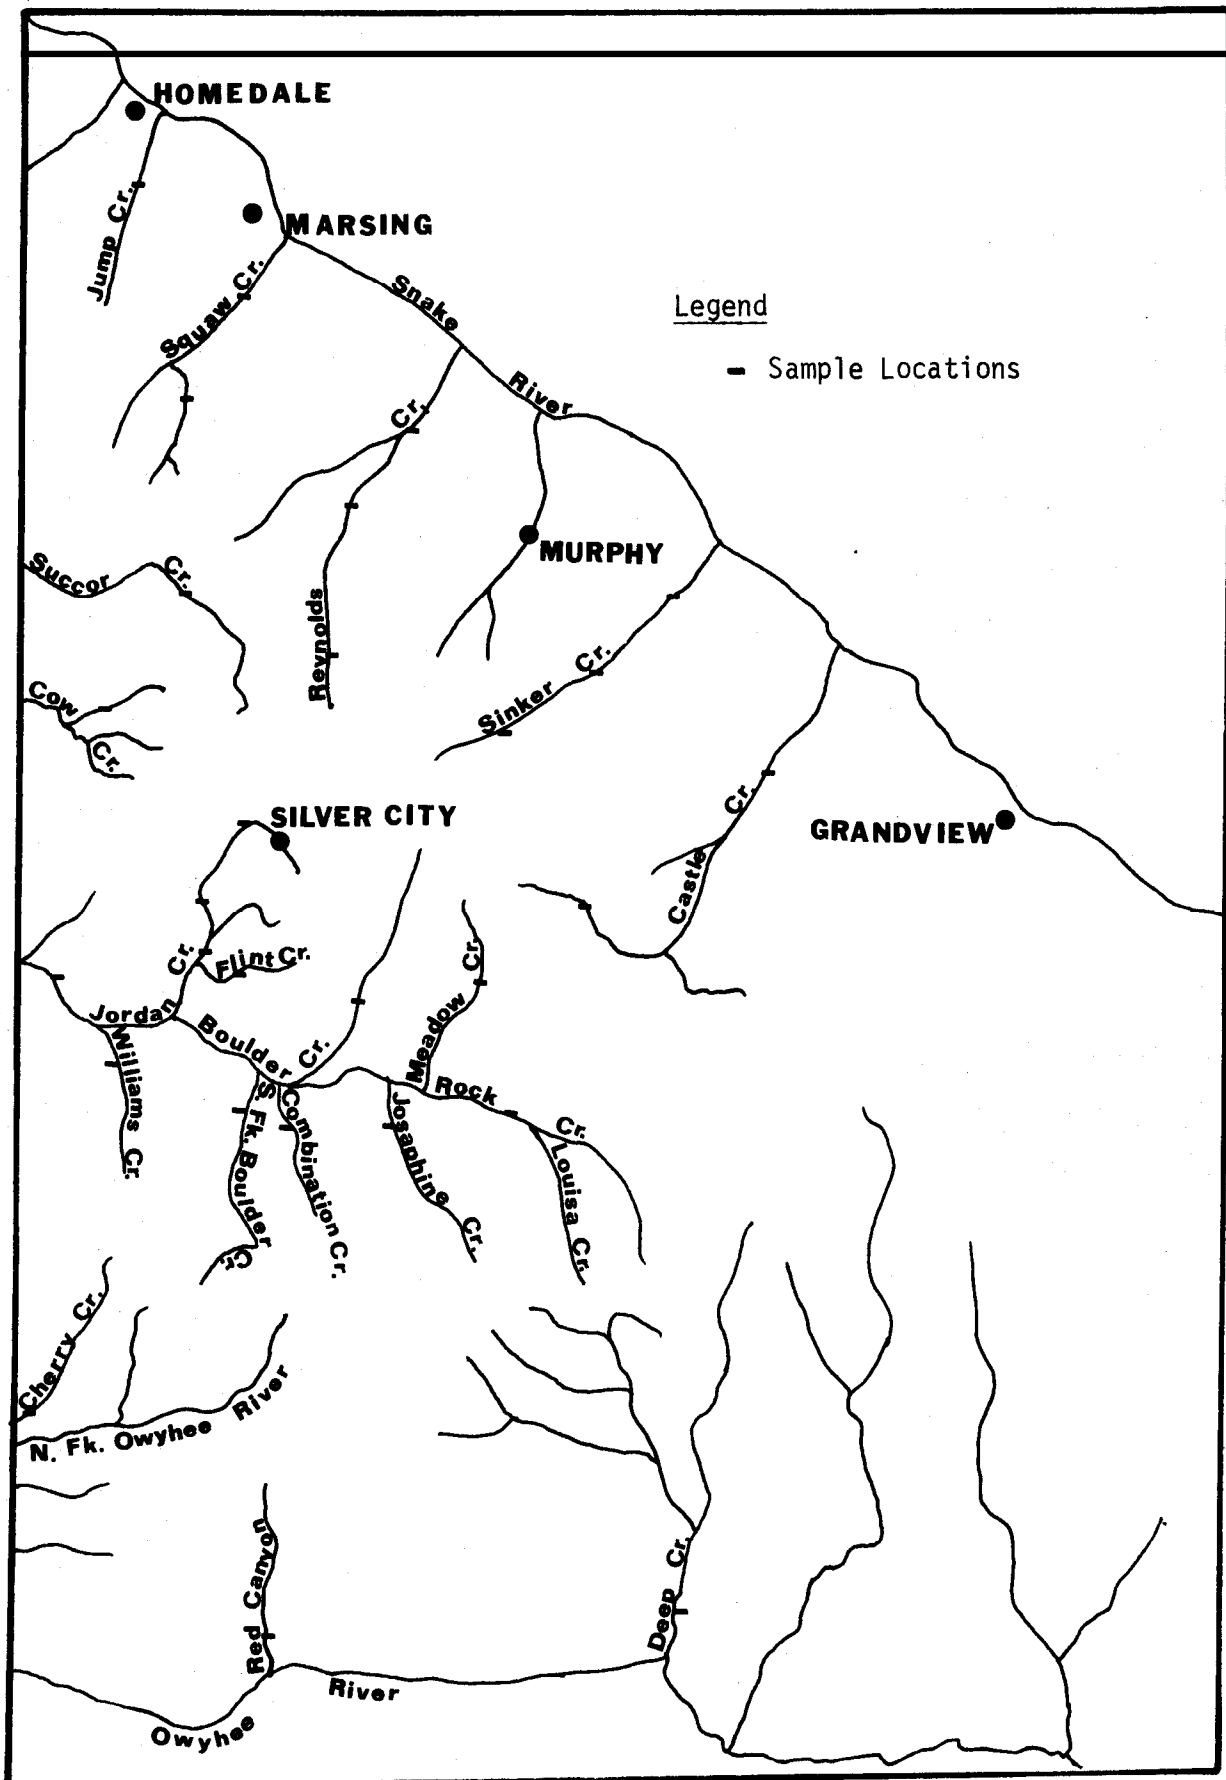 HOMEDALE
Jump Cr.
MARSING
Squaw Cr.
Snake River
Legend
Sample Locations
Reynolds Cr.
MURPHY
Succor Cr.
Sinker Cr.
Cow Cr.
SILVER CITY
Castle Cr.
GRANDVIEW
Flint Cr.
Jordan Cr.
Boulder Cr.
Meadow Cr.
Williams Cr.
S. Fk. Boulder Cr.
Combination Cr.
Josaphine Cr.
Rock Cr.
Louisa Cr.
Cherry Cr.
N. Fk. Owyhee River
Red Canyon
Deep Cr.
Owyhee River